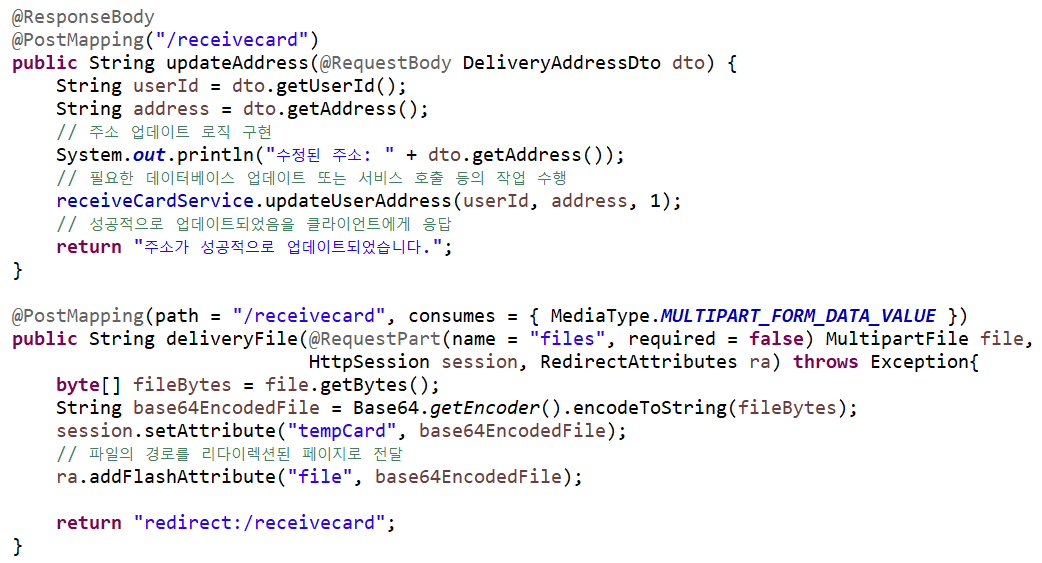 @ResponseBody
@PostMapping("/receivecard")
public String updateAddress(@RequestBody DeliveryAddressDto dto) {
    String userId = dto.getUserId();
    String address = dto.getAddress();
    // 주소 업데이트 로직 구현
    System.out.println("수정된 주소: " + dto.getAddress());
    // 필요한 데이터베이스 업데이트 또는 서비스 호출 등의 작업 수행
    receiveCardService.updateUserAddress(userId, address, 1);
    // 성공적으로 업데이트되었음을 클라이언트에게 응답
    return "주소가 성공적으로 업데이트되었습니다.";
}

@PostMapping(path = "/receivecard", consumes = { MediaType.MULTIPART_FORM_DATA_VALUE })
public String deliveryFile(@RequestPart(name = "files", required = false) MultipartFile file,
                           HttpSession session, RedirectAttributes ra) throws Exception{
    byte[] fileBytes = file.getBytes();
    String base64EncodedFile = Base64.getEncoder().encodeToString(fileBytes);
    session.setAttribute("tempCard", base64EncodedFile);
    // 파일의 경로를 리다이렉션된 페이지로 전달
    ra.addFlashAttribute("file", base64EncodedFile);

    return "redirect:/receivecard";
}